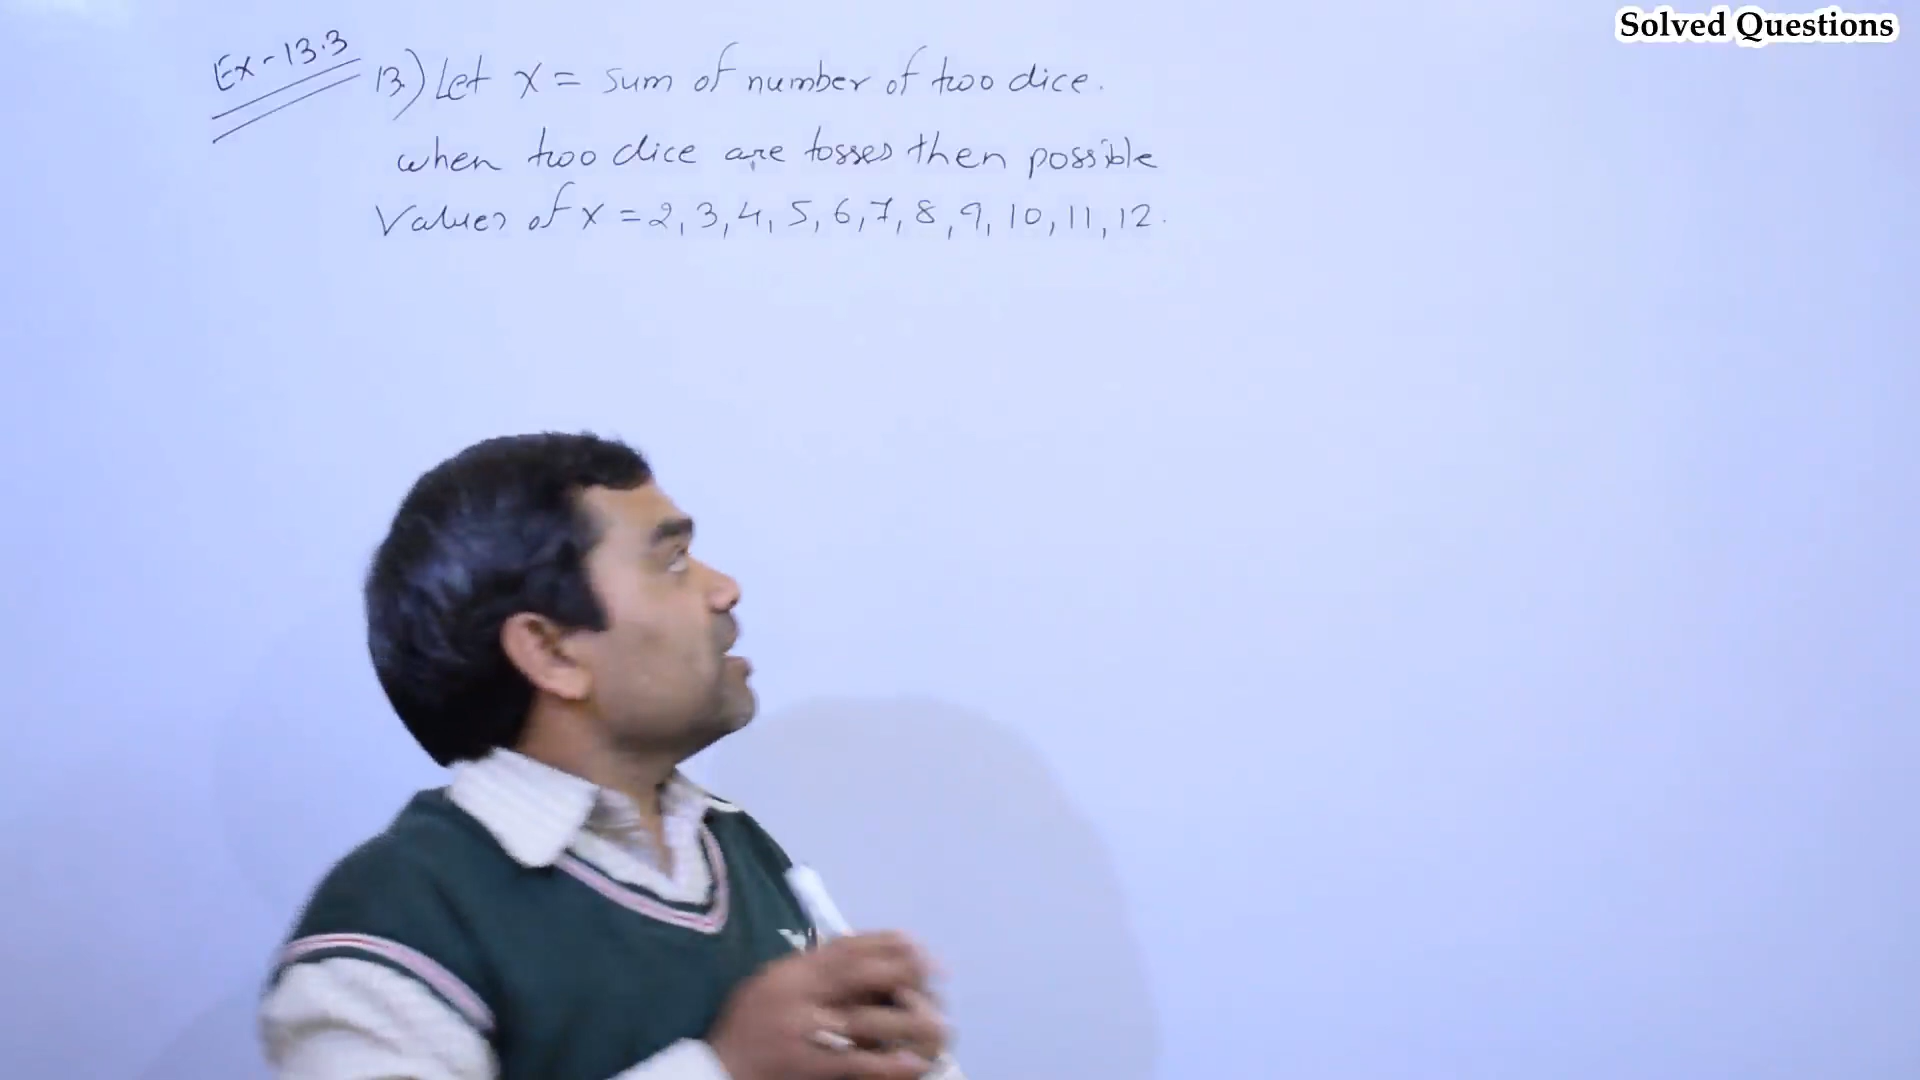 Solved Questions
Ex-13.3
13.) Let X = sum of number of two dice.
when two dice are tosses then possible
Values of X = 2, 3, 4, 5, 6, 7, 8, 9, 10, 11, 12.